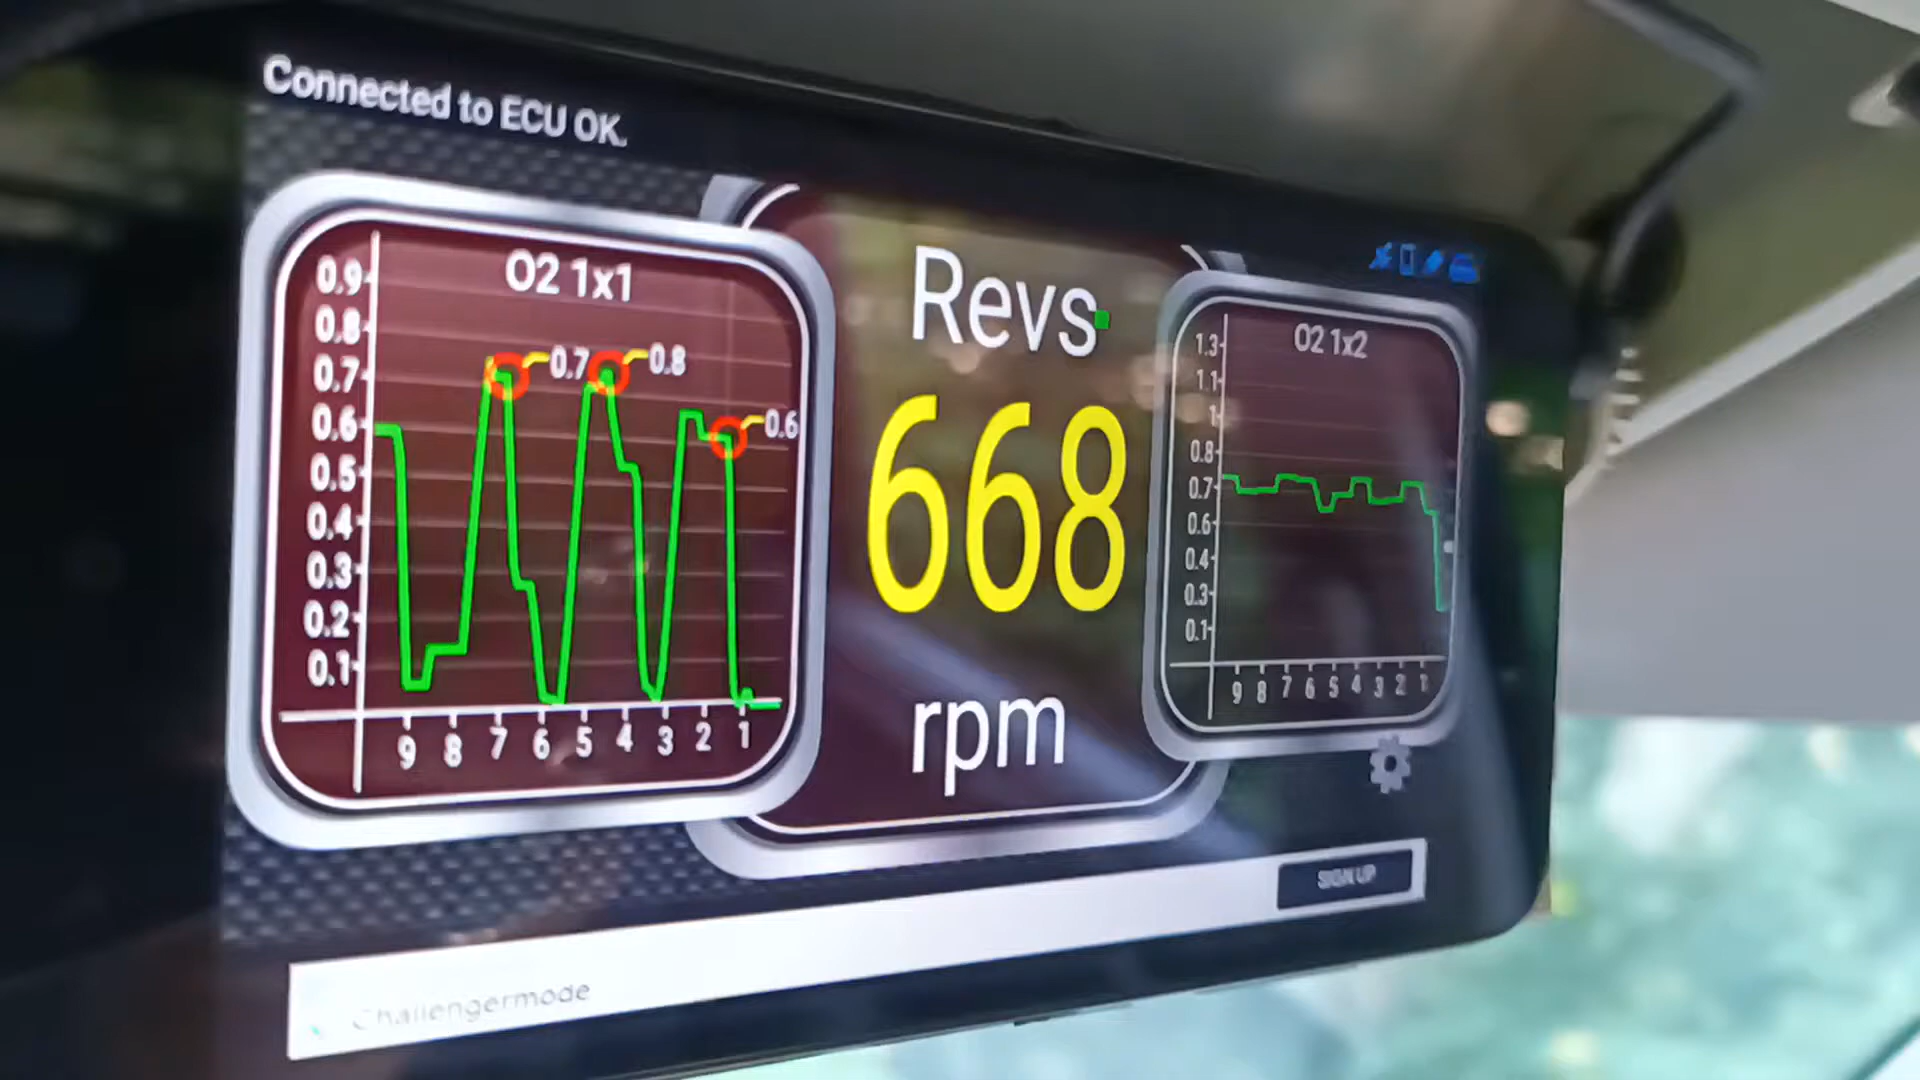 Connected to ECU OK.
O2 1x1
0.9
0.8
0.7
0.6
0.5
0.4
0.3
0.2
0.1
0.7
0.8
0.6
9 8 7 6 5 4 3 2 1
Revs
668
rpm
O2 1x2
1.3
1.1
1
0.8
0.7
0.6
0.4
0.3
0.1
9 8 7 6 5 4 3 2 1
SIGN UP
Challengermode